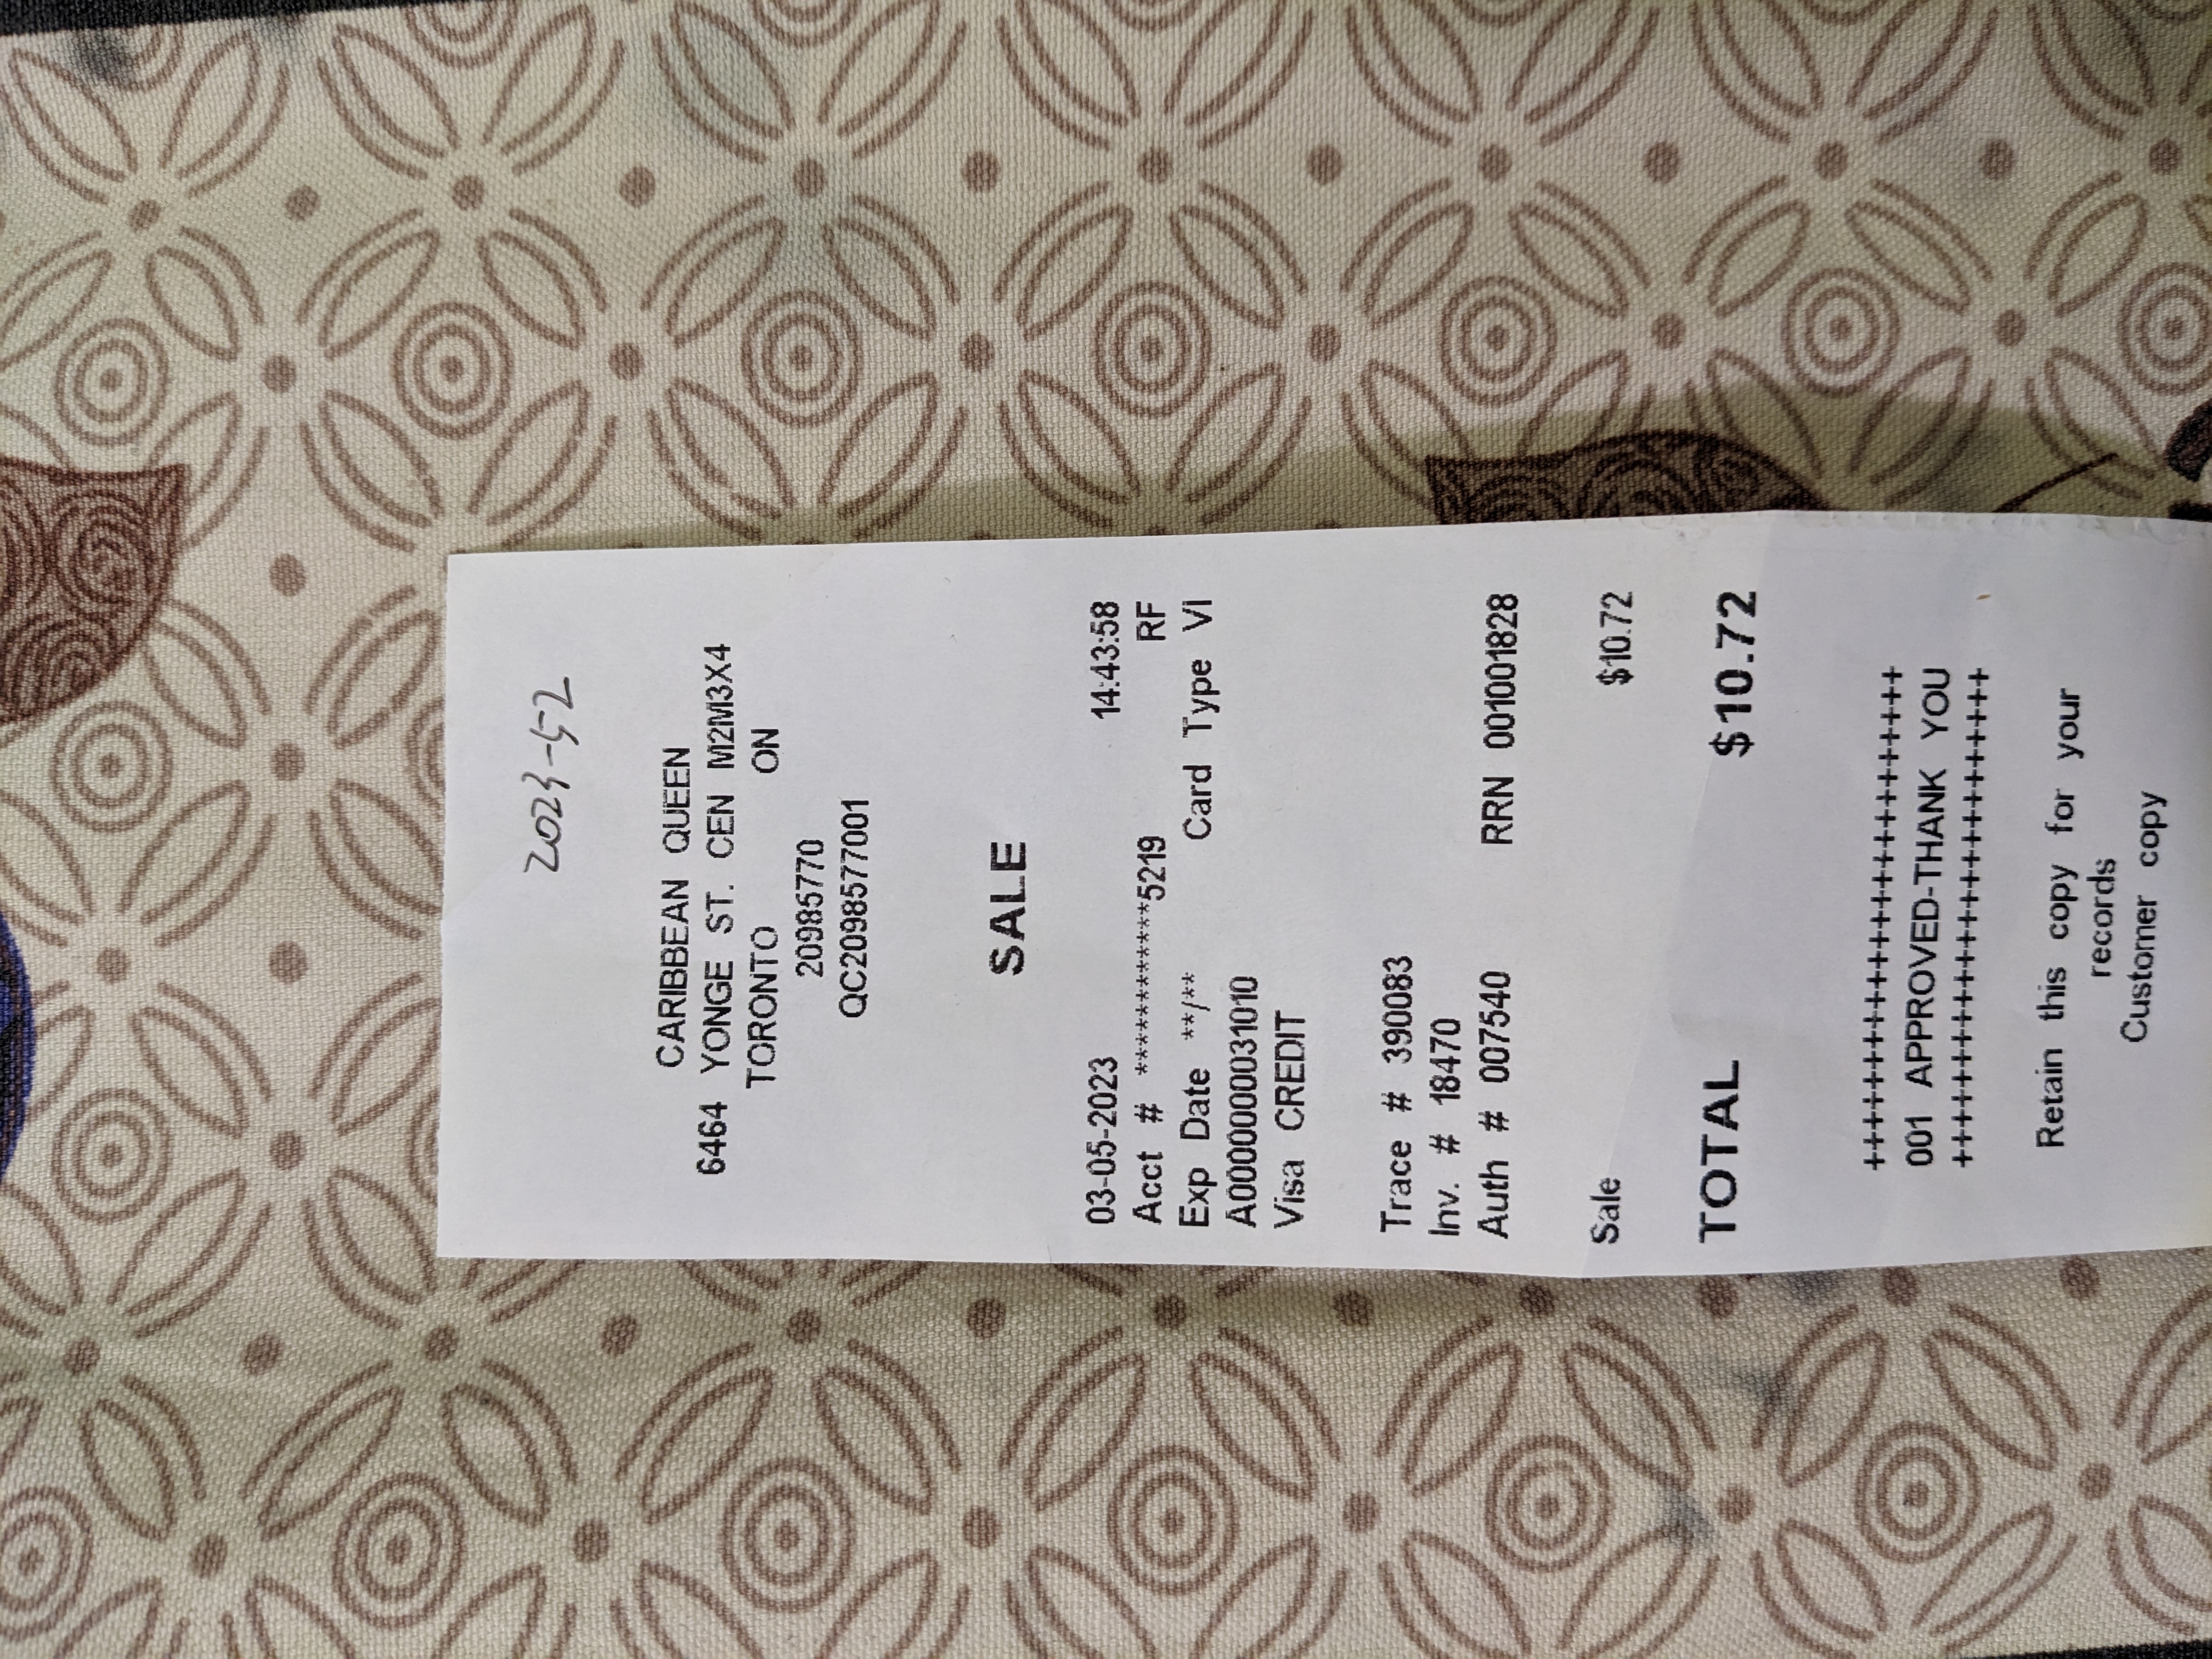 2023-52
CARIBBEAN QUEEN
6464 YONGE ST. CEN M2M3X4
TORONTO ON
20985770
QC2098577001
SALE
03-05-2023 14:43:58
Acct # ************5219 RF
Exp Date **/** Card Type VI
A0000000031010
Visa CREDIT
Trace # 390083
Inv. # 18470
Auth # 007540 RRN 001001828
Sale $10.72
TOTAL $10.72
++++++++++++++++++++++++++++++
001 APPROVED-THANK YOU
++++++++++++++++++++++++++++++
Retain this copy for your
records
Customer copy